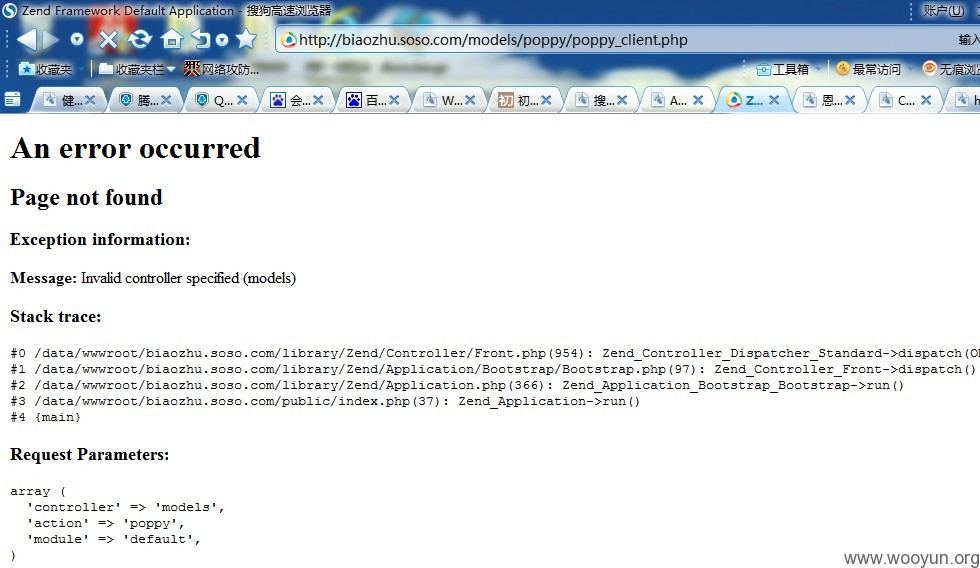 Zend Framework Default Application - 搜狗高速浏览器
账户(U)
http://biaozhu.soso.com/models/poppy/poppy_client.php
输入
收藏夹 收藏夹栏 网络攻防... 工具箱 最常访问 无痕浏览
健... 腾... Q... 会... 百... W... 初... 搜... A... Z... 恩... C... h
An error occurred
Page not found
Exception information:
Message: Invalid controller specified (models)
Stack trace:
#0 /data/wwwroot/biaozhu.soso.com/library/Zend/Controller/Front.php(954): Zend_Controller_Dispatcher_Standard->dispatch(O
#1 /data/wwwroot/biaozhu.soso.com/library/Zend/Application/Bootstrap/Bootstrap.php(97): Zend_Controller_Front->dispatch()
#2 /data/wwwroot/biaozhu.soso.com/library/Zend/Application.php(366): Zend_Application_Bootstrap_Bootstrap->run()
#3 /data/wwwroot/biaozhu.soso.com/public/index.php(37): Zend_Application->run()
#4 {main}
Request Parameters:
array (
  'controller' => 'models',
  'action' => 'poppy',
  'module' => 'default',
)
www.wooyun.org